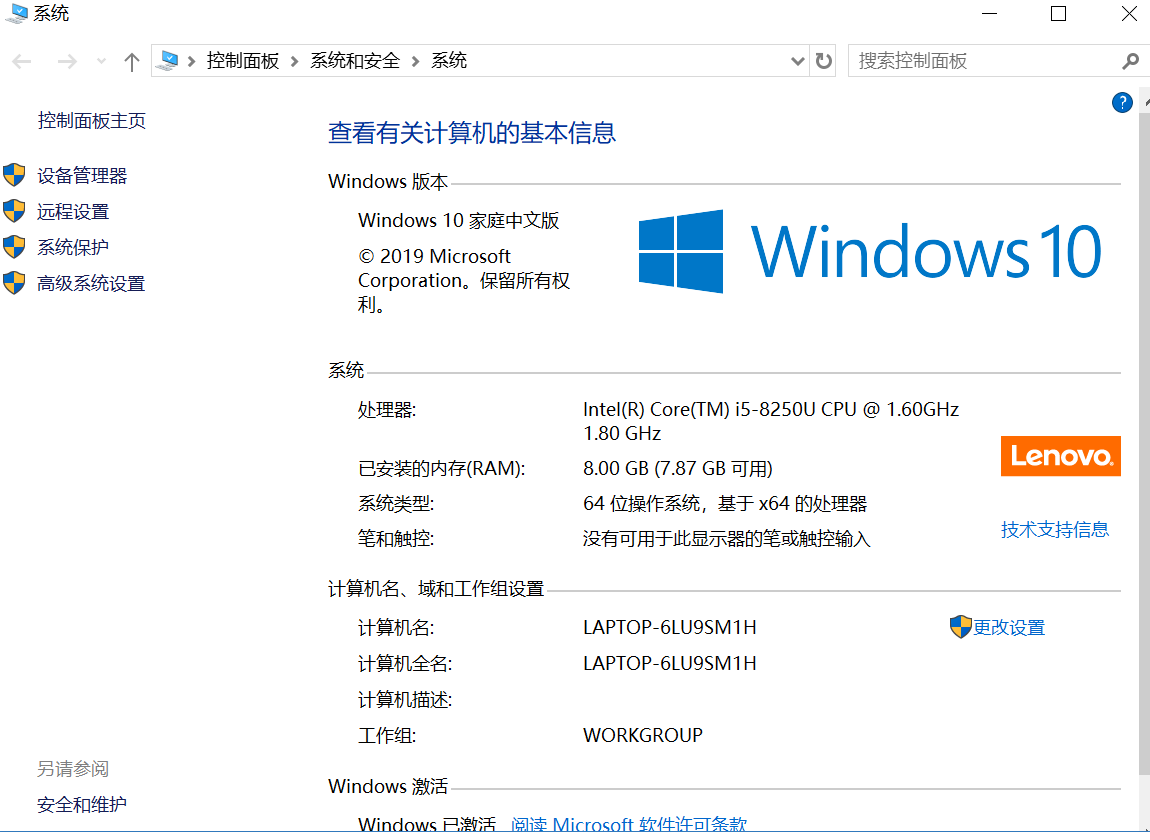 系统
控制面板 系统和安全 系统
搜索控制面板
?
控制面板主页
设备管理器
远程设置
系统保护
高级系统设置
另请参阅
安全和维护
查看有关计算机的基本信息
Windows 版本
Windows 10 家庭中文版
© 2019 Microsoft
Corporation。保留所有权
利。
Windows 10
系统
处理器: Intel(R) Core(TM) i5-8250U CPU @ 1.60GHz
1.80 GHz
已安装的内存(RAM): 8.00 GB (7.87 GB 可用)
系统类型: 64 位操作系统, 基于 x64 的处理器
笔和触控: 没有可用于此显示器的笔或触控输入
Lenovo.
技术支持信息
计算机名、域和工作组设置
计算机名: LAPTOP-6LU9SM1H 更改设置
计算机全名: LAPTOP-6LU9SM1H
计算机描述:
工作组: WORKGROUP
Windows 激活
Windows 已激活 阅读 Microsoft 软件许可条款